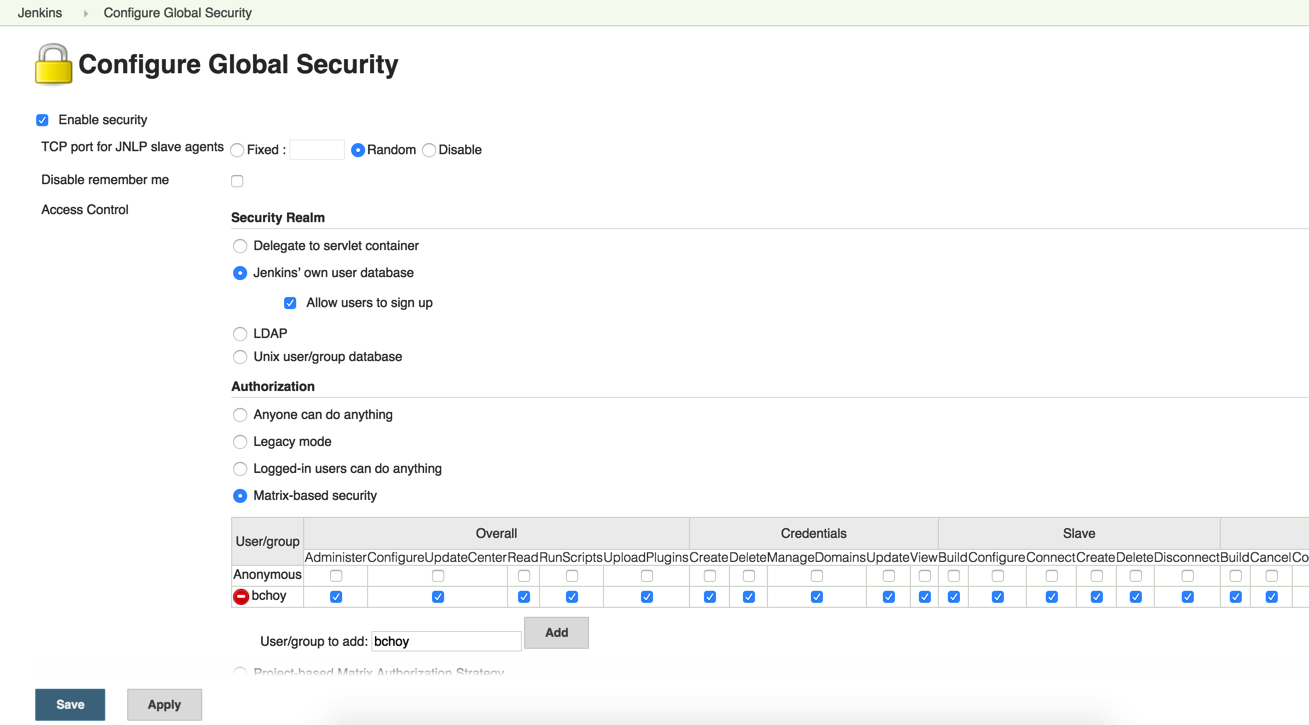 Jenkins Configure Global Security
Configure Global Security
Enable security
TCP port for JNLP slave agents Fixed : Random Disable
Disable remember me
Access Control
Security Realm
Delegate to servlet container
Jenkins' own user database
Allow users to sign up
LDAP
Unix user/group database
Authorization
Anyone can do anything
Legacy mode
Logged-in users can do anything
Matrix-based security
User/group Overall Credentials Slave
Administer ConfigureUpdateCenter Read RunScripts UploadPlugins Create Delete ManageDomains Update View Build Configure Connect Create Delete Disconnect Build Cancel Co
Anonymous
bchoy
User/group to add: bchoy Add
Project-based Matrix Authorization Strategy
Save Apply